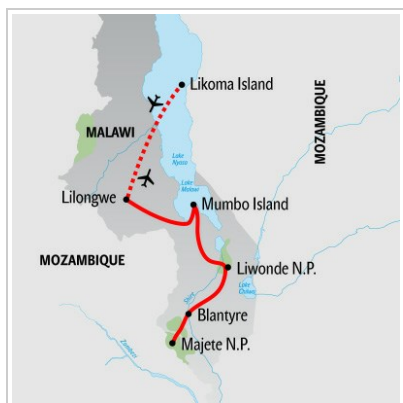 Likoma Island
MALAWI
MOZAMBIQUE
Lake
Nyasa
Lake
Malawi
Lilongwe
Mumbo Island
MOZAMBIQUE
Liwonde N.P.
Lake
Chilwa
Shire
Blantyre
Majete N.P.
Zambezi